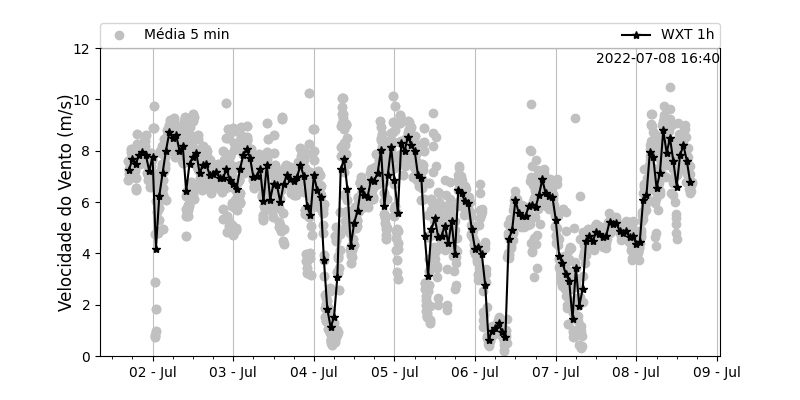 Média 5 min
WXT 1h
2022-07-08 16:40
Velocidade do Vento (m/s)
12
10
8
6
4
2
0
02 - Jul
03 - Jul
04 - Jul
05 - Jul
06 - Jul
07 - Jul
08 - Jul
09 - Jul